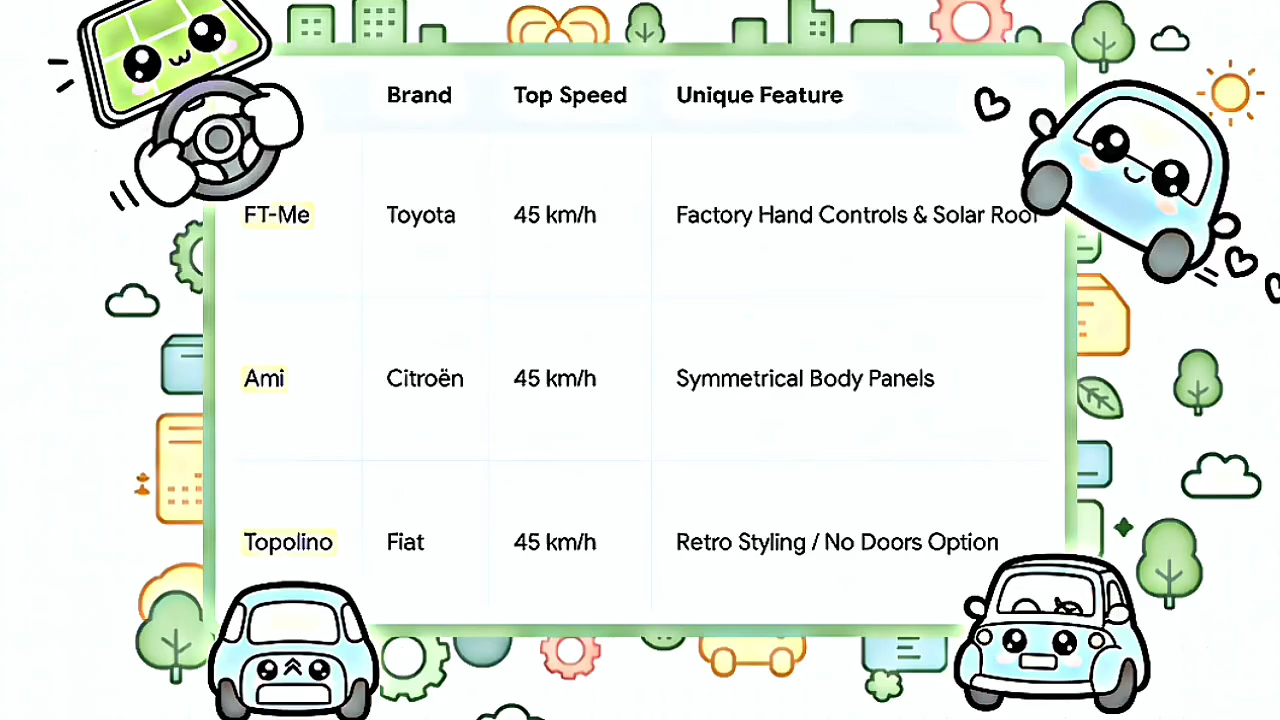 Brand Top Speed Unique Feature
FT-Me Toyota 45 km/h Factory Hand Controls & Solar Roof
Ami Citroën 45 km/h Symmetrical Body Panels
Topolino Fiat 45 km/h Retro Styling / No Doors Option